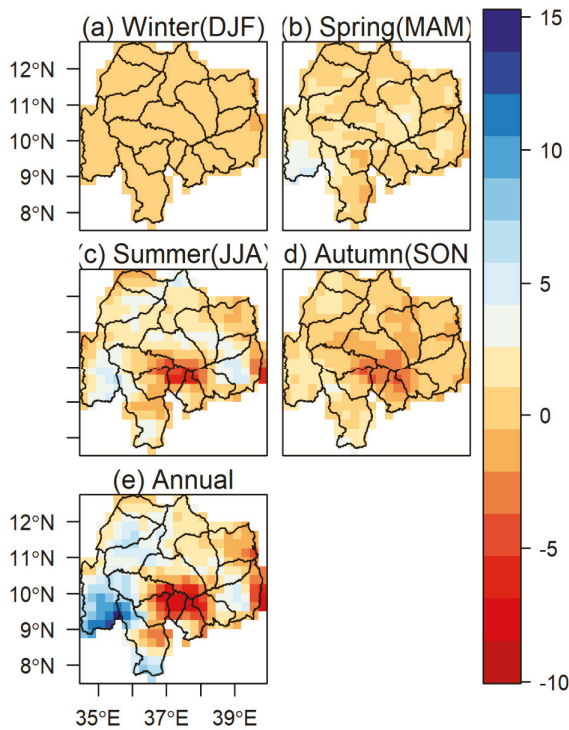 (a) Winter(DJF)
(b) Spring(MAM)
12°N
11°N
10°N
9°N
8°N
(c) Summer(JJA)
d) Autumn(SON
(e) Annual
12°N
11°N
10°N
9°N
8°N
35°E 37°E 39°E
15
10
5
0
-5
-10